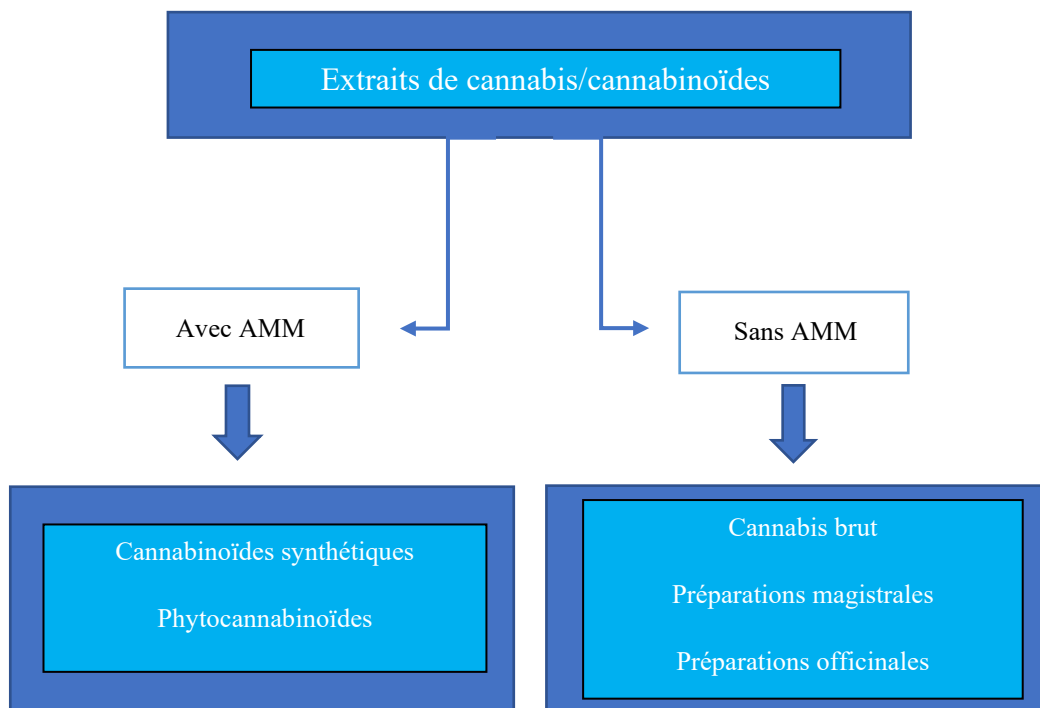 Extraits de cannabis/cannabinoïdes
Avec AMM
Sans AMM
Cannabinoïdes synthétiques
Phytocannabinoïdes
Cannabis brut
Préparations magistrales
Préparations officinales